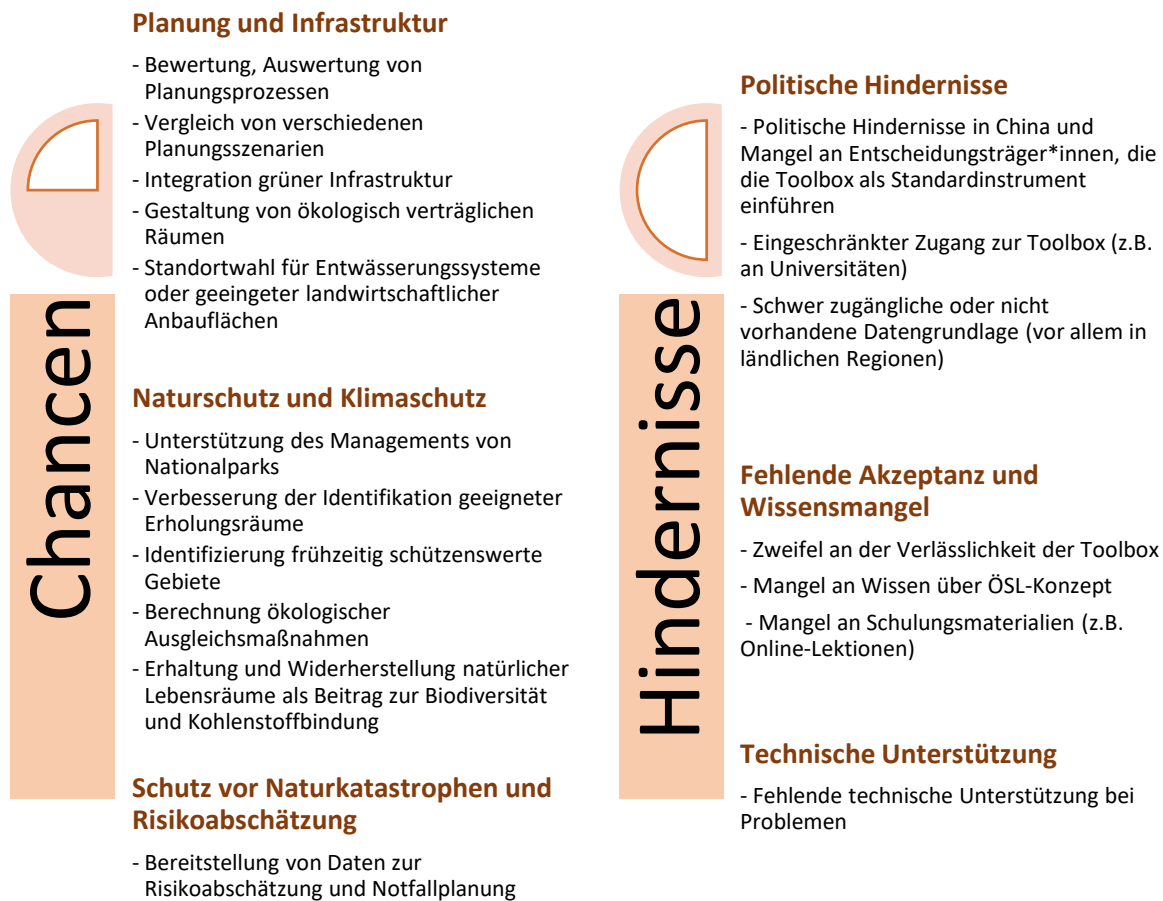 Chancen
Planung und Infrastruktur
- Bewertung, Auswertung von
Planungsprozessen
- Vergleich von verschiedenen
Planungsszenarien
- Integration grüner Infrastruktur
- Gestaltung von ökologisch verträglichen
Räumen
- Standortwahl für Entwässerungssysteme
oder geeingeter landwirtschaftlicher
Anbauflächen
Naturschutz und Klimaschutz
- Unterstützung des Managements von
Nationalparks
- Verbesserung der Identifikation geeigneter
Erholungsräume
- Identifizierung frühzeitig schützenswerte
Gebiete
- Berechnung ökologischer
Ausgleichsmaßnahmen
- Erhaltung und Widerherstellung natürlicher
Lebensräume als Beitrag zur Biodiversität
und Kohlenstoffbindung
Schutz vor Naturkatastrophen und
Risikoabschätzung
- Bereitstellung von Daten zur
Risikoabschätzung und Notfallplanung
Hindernisse
Politische Hindernisse
- Politische Hindernisse in China und
Mangel an Entscheidungsträger*innen, die
die Toolbox als Standardinstrument
einführen
- Eingeschränkter Zugang zur Toolbox (z.B.
an Universitäten)
- Schwer zugängliche oder nicht
vorhandene Datengrundlage (vor allem in
ländlichen Regionen)
Fehlende Akzeptanz und
Wissensmangel
- Zweifel an der Verlässlichkeit der Toolbox
- Mangel an Wissen über ÖSL-Konzept
- Mangel an Schulungsmaterialien (z.B.
Online-Lektionen)
Technische Unterstützung
- Fehlende technische Unterstützung bei
Problemen